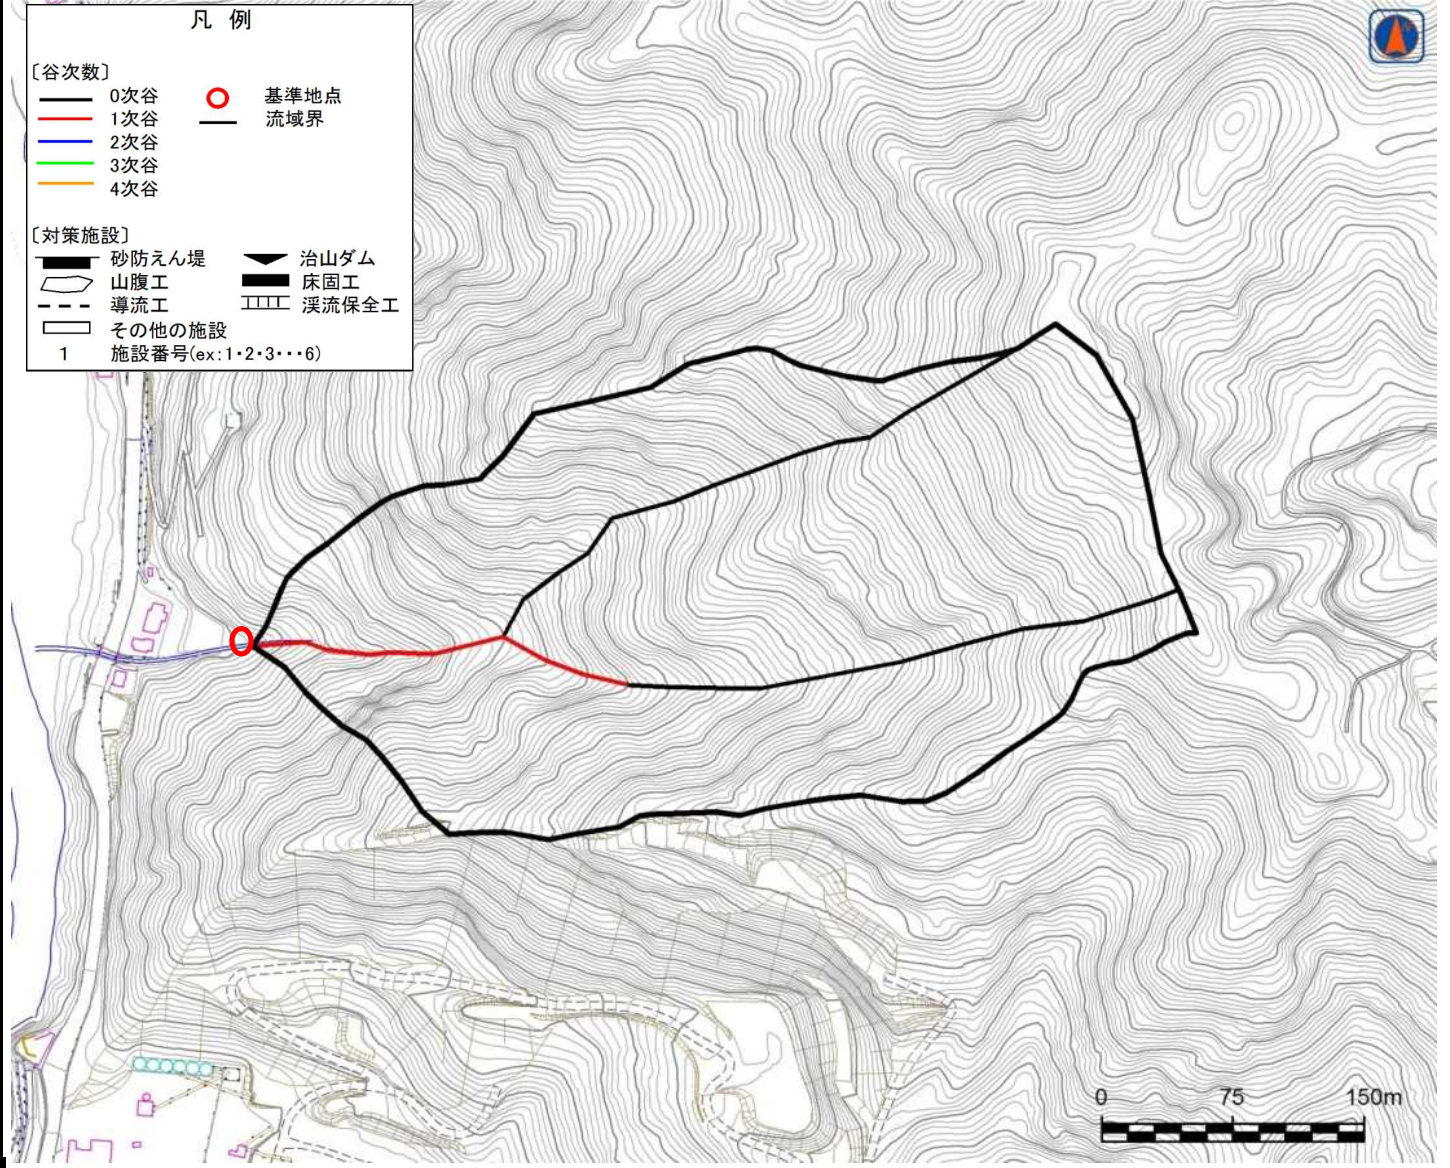 凡 例
〔谷次数〕
0次谷 基準地点
1次谷 流域界
2次谷
3次谷
4次谷
〔対策施設〕
砂防えん堤 治山ダム
山腹工 床固工
導流工 渓流保全工
その他の施設
1 施設番号(ex:1・2・3・・・6)
0 75 150m